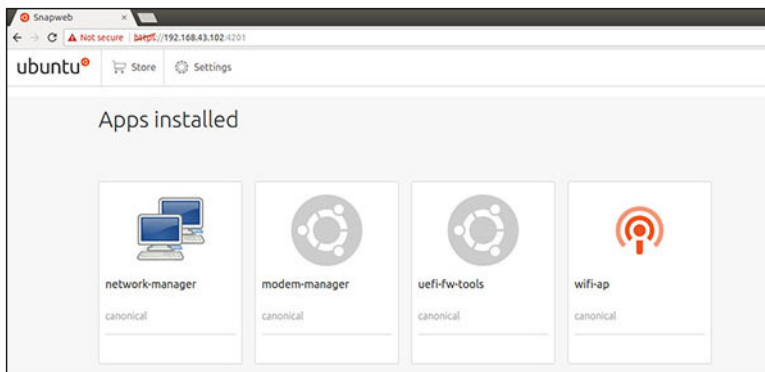 Snapweb
Not secure | https://192.168.43.102:4201
ubuntu
Store
Settings
Apps installed
network-manager
modem-manager
uefi-fw-tools
wifi-ap
canonical
canonical
canonical
canonical